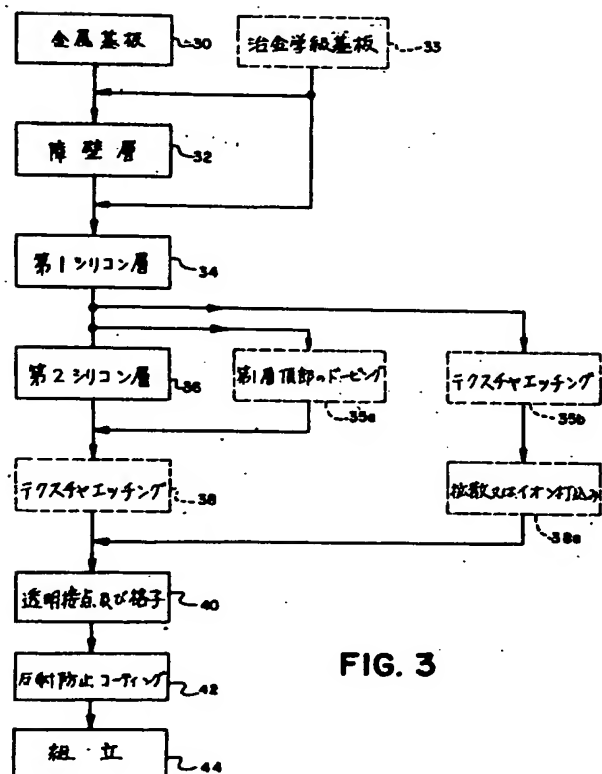 金属基板
30
冶金学級基板
33
障壁層
32
第1シリコン層
34
第2シリコン層
36
第1層頂部のドーピング
35a
テクスチャエッチング
35b
テクスチャエッチング
38
拡散又はイオン打込み
38a
透明接点及び格子
40
反射防止コーティング
42
組立
44
FIG. 3